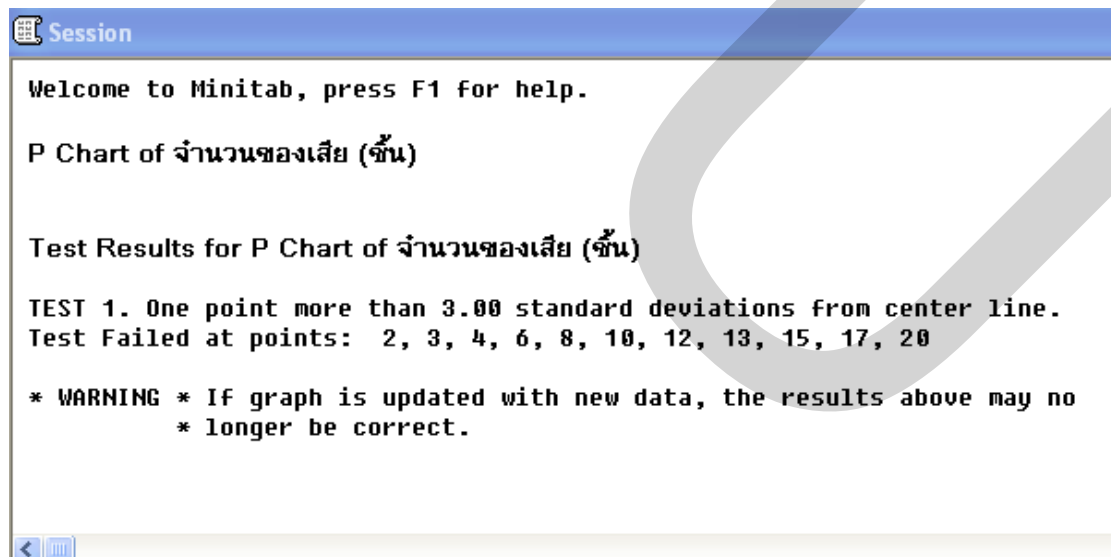 Session
Welcome to Minitab, press F1 for help.
P Chart of จำนวนของเสีย (ชิ้น)
Test Results for P Chart of จำนวนของเสีย (ชิ้น)
TEST 1. One point more than 3.00 standard deviations from center line.
Test Failed at points:  2, 3, 4, 6, 8, 10, 12, 13, 15, 17, 20
* WARNING * If graph is updated with new data, the results above may no
          * longer be correct.